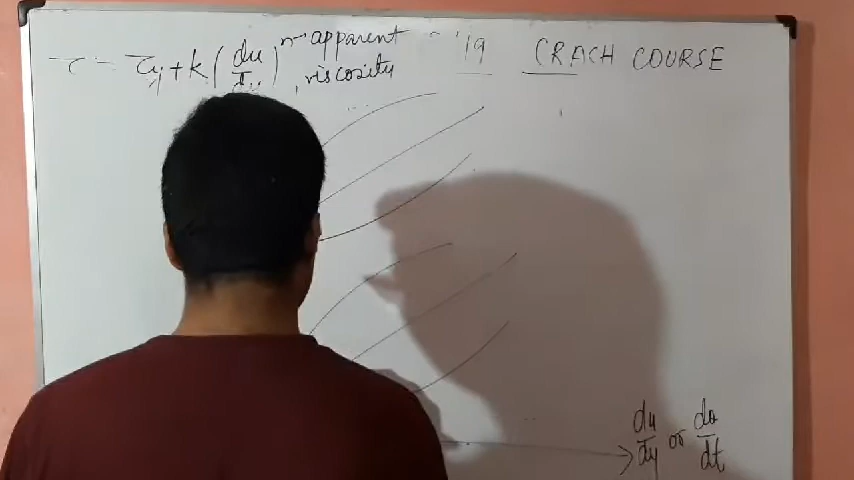 τ = τy + k (du/dy)^n → apparent viscosity
'19 CRACH COURSE
du/dy or dθ/dt